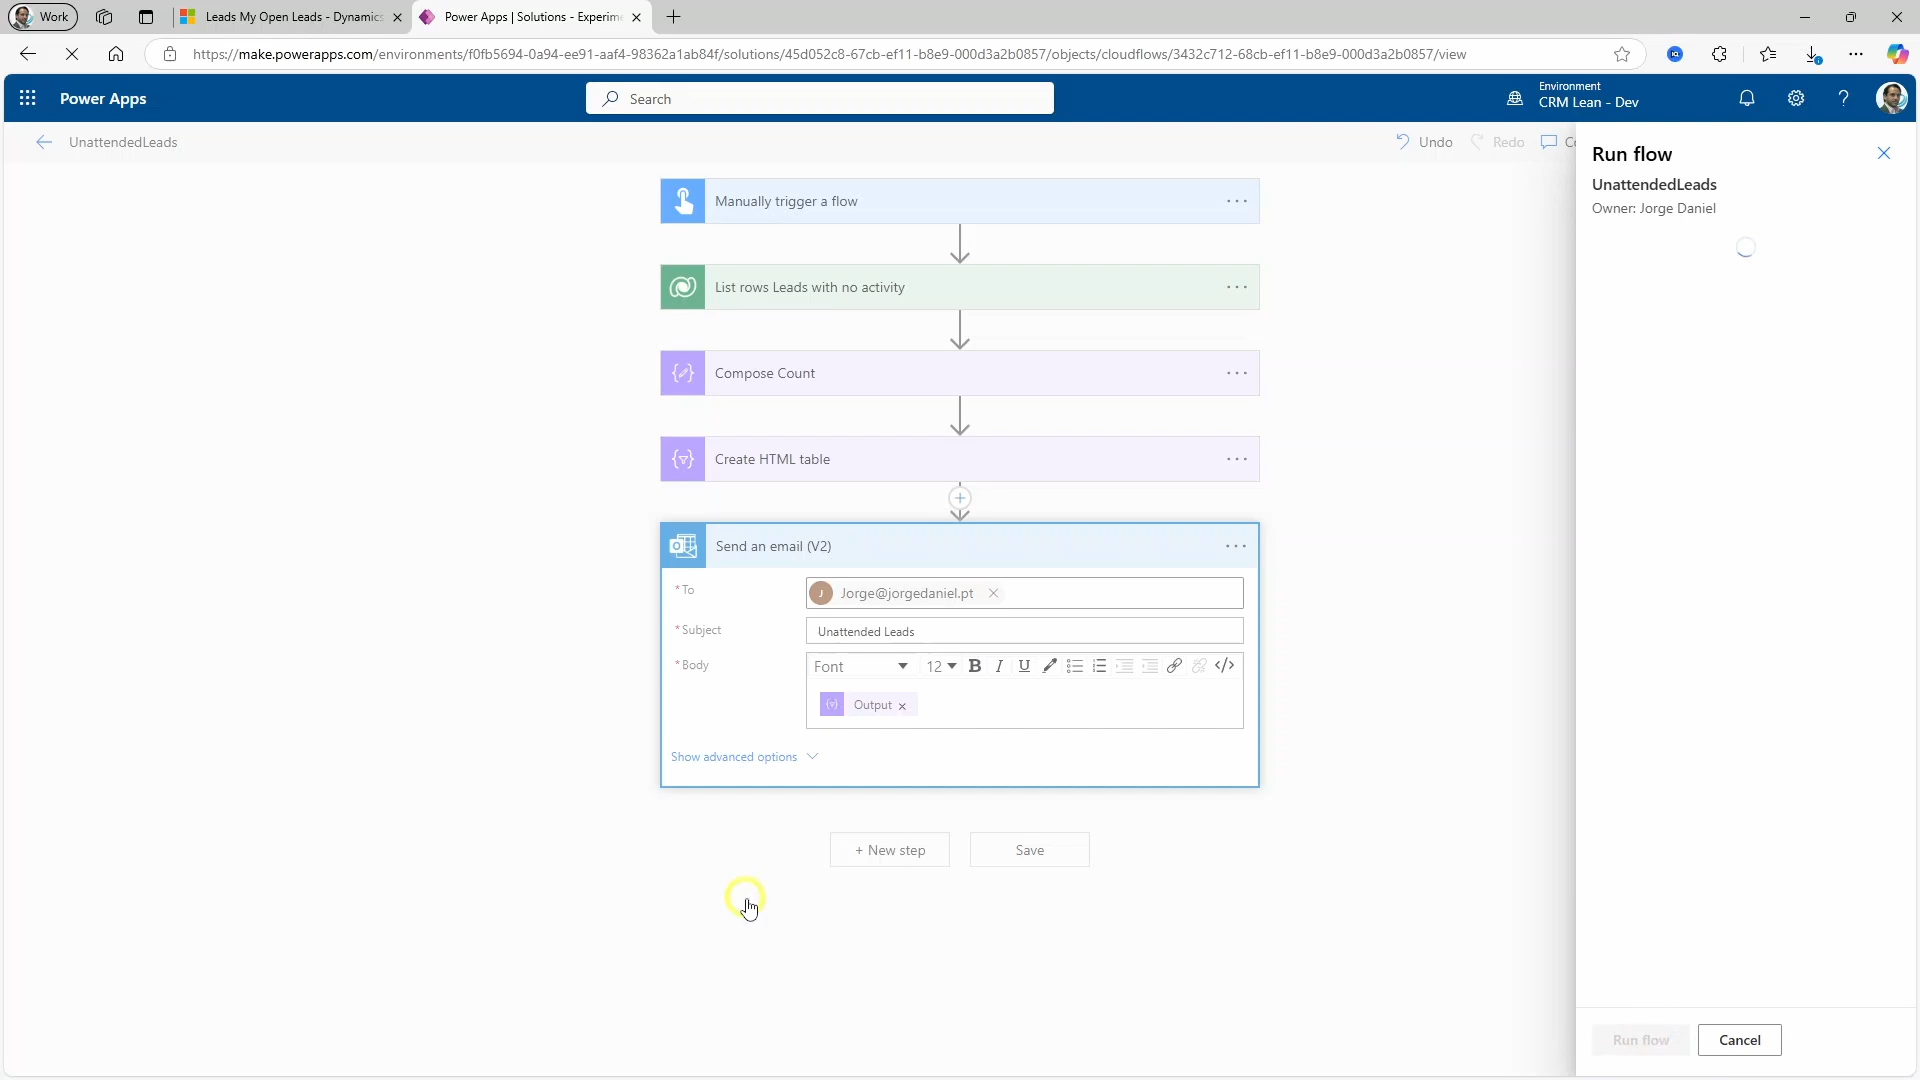 Work
Leads My Open Leads - Dynamics
Power Apps | Solutions - Experim
https://make.powerapps.com/environments/f0fb5694-0a94-ee91-aaf4-98362a1ab84f/solutions/45d052c8-67cb-ef11-b8e9-000d3a2b0857/objects/cloudflows/3432c712-68cb-ef11-b8e9-000d3a2b0857/view
Power Apps
Search
Environment
CRM Lean - Dev
UnattendedLeads
Undo
Redo
Co
Run flow
UnattendedLeads
Owner: Jorge Daniel
Manually trigger a flow
List rows Leads with no activity
Compose Count
Create HTML table
Send an email (V2)
*To
J
Jorge@jorgedaniel.pt
*Subject
Unattended Leads
*Body
Font
12
B I U </>
Output
Show advanced options
+ New step
Save
Run flow
Cancel